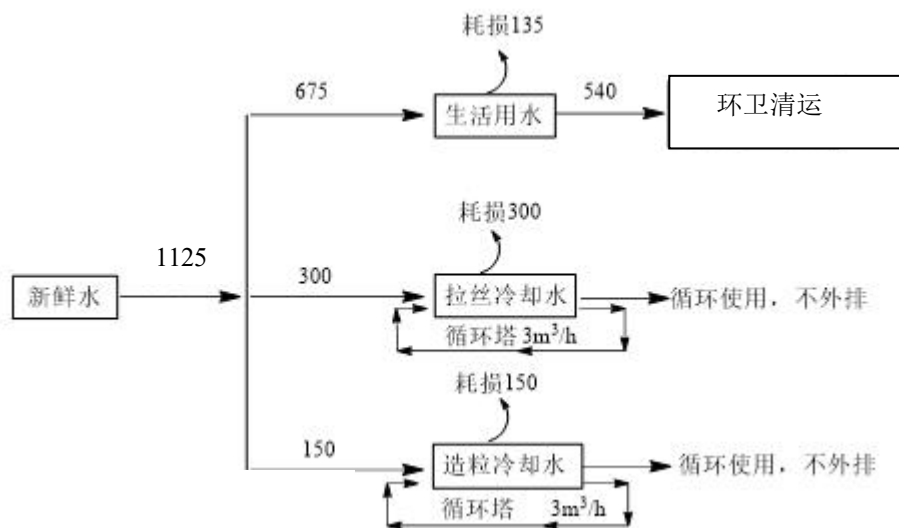 耗损135
675
生活用水
540
环卫清运
耗损300
1125
新鲜水
300
拉丝冷却水
循环使用，不外排
循环塔 3m³/h
耗损150
150
造粒冷却水
循环使用，不外排
循环塔 3m³/h